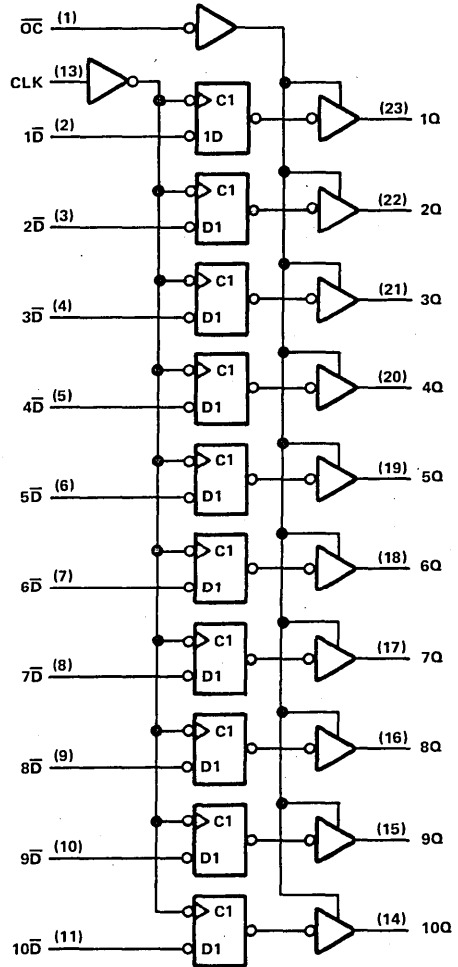 O̅C̅ (1)
CLK (13)
C1
(23)
1Q
1D̅ (2)
1D
C1
(22)
2Q
2D̅ (3)
D1
C1
(21)
3Q
3D̅ (4)
D1
C1
(20)
4Q
4D̅ (5)
D1
C1
(19)
5Q
5D̅ (6)
D1
C1
(18)
6Q
6D̅ (7)
D1
C1
(17)
7Q
7D̅ (8)
D1
C1
(16)
8Q
8D̅ (9)
D1
C1
(15)
9Q
9D̅ (10)
D1
C1
(14)
10Q
10D̅ (11)
D1